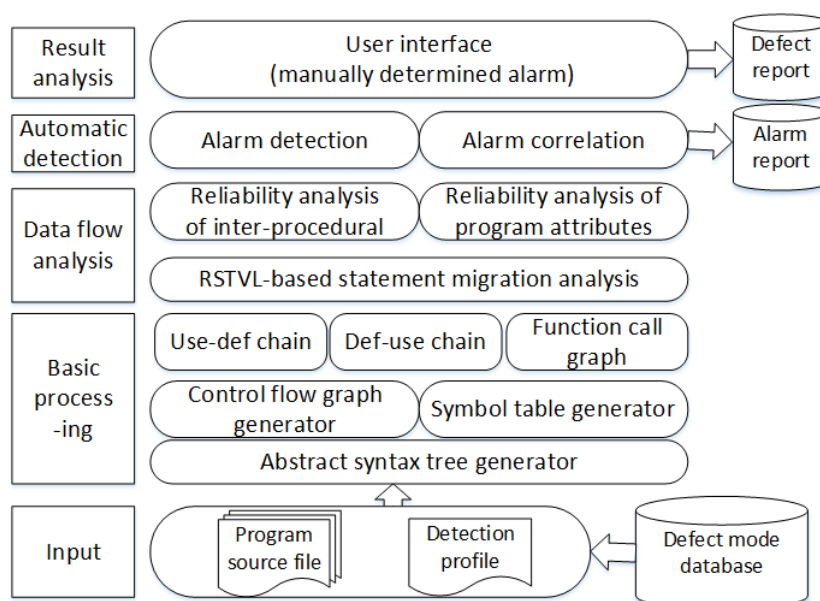 Result
analysis
User interface
(manually determined alarm)
Defect
report
Automatic
detection
Alarm detection
Alarm correlation
Alarm
report
Data flow
analysis
Reliability analysis
of inter-procedural
Reliability analysis of
program attributes
RSTVL-based statement migration analysis
Basic
process
-ing
Use-def chain
Def-use chain
Function call
graph
Control flow graph
generator
Symbol table generator
Abstract syntax tree generator
Input
Program
source file
Detection
profile
Defect mode
database